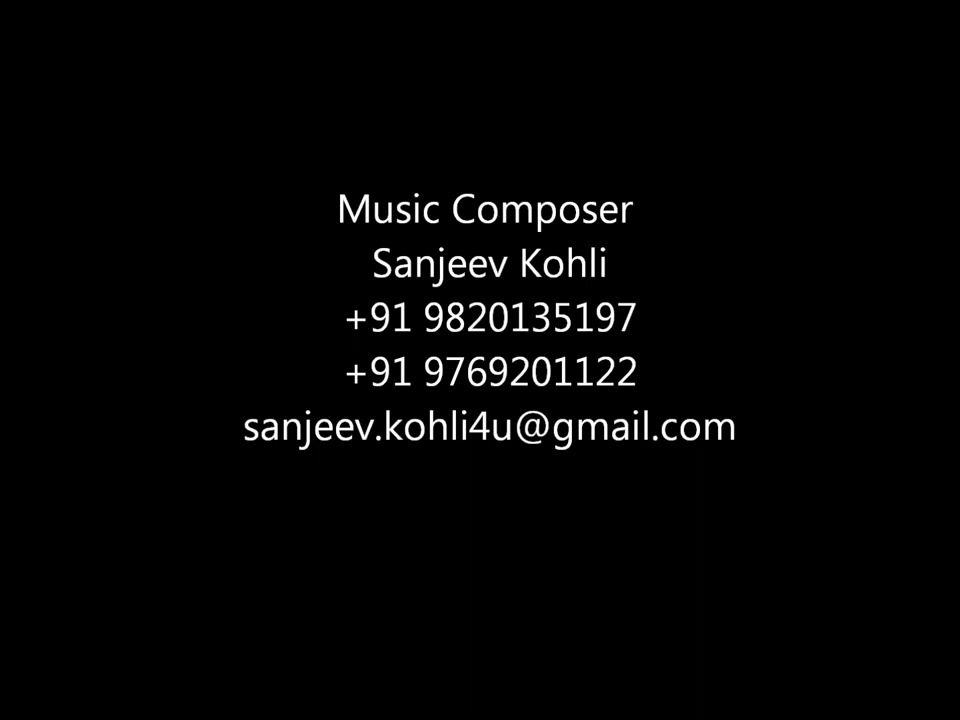 Music Composer
Sanjeev Kohli
+91 9820135197
+91 9769201122
sanjeev.kohli4u@gmail.com